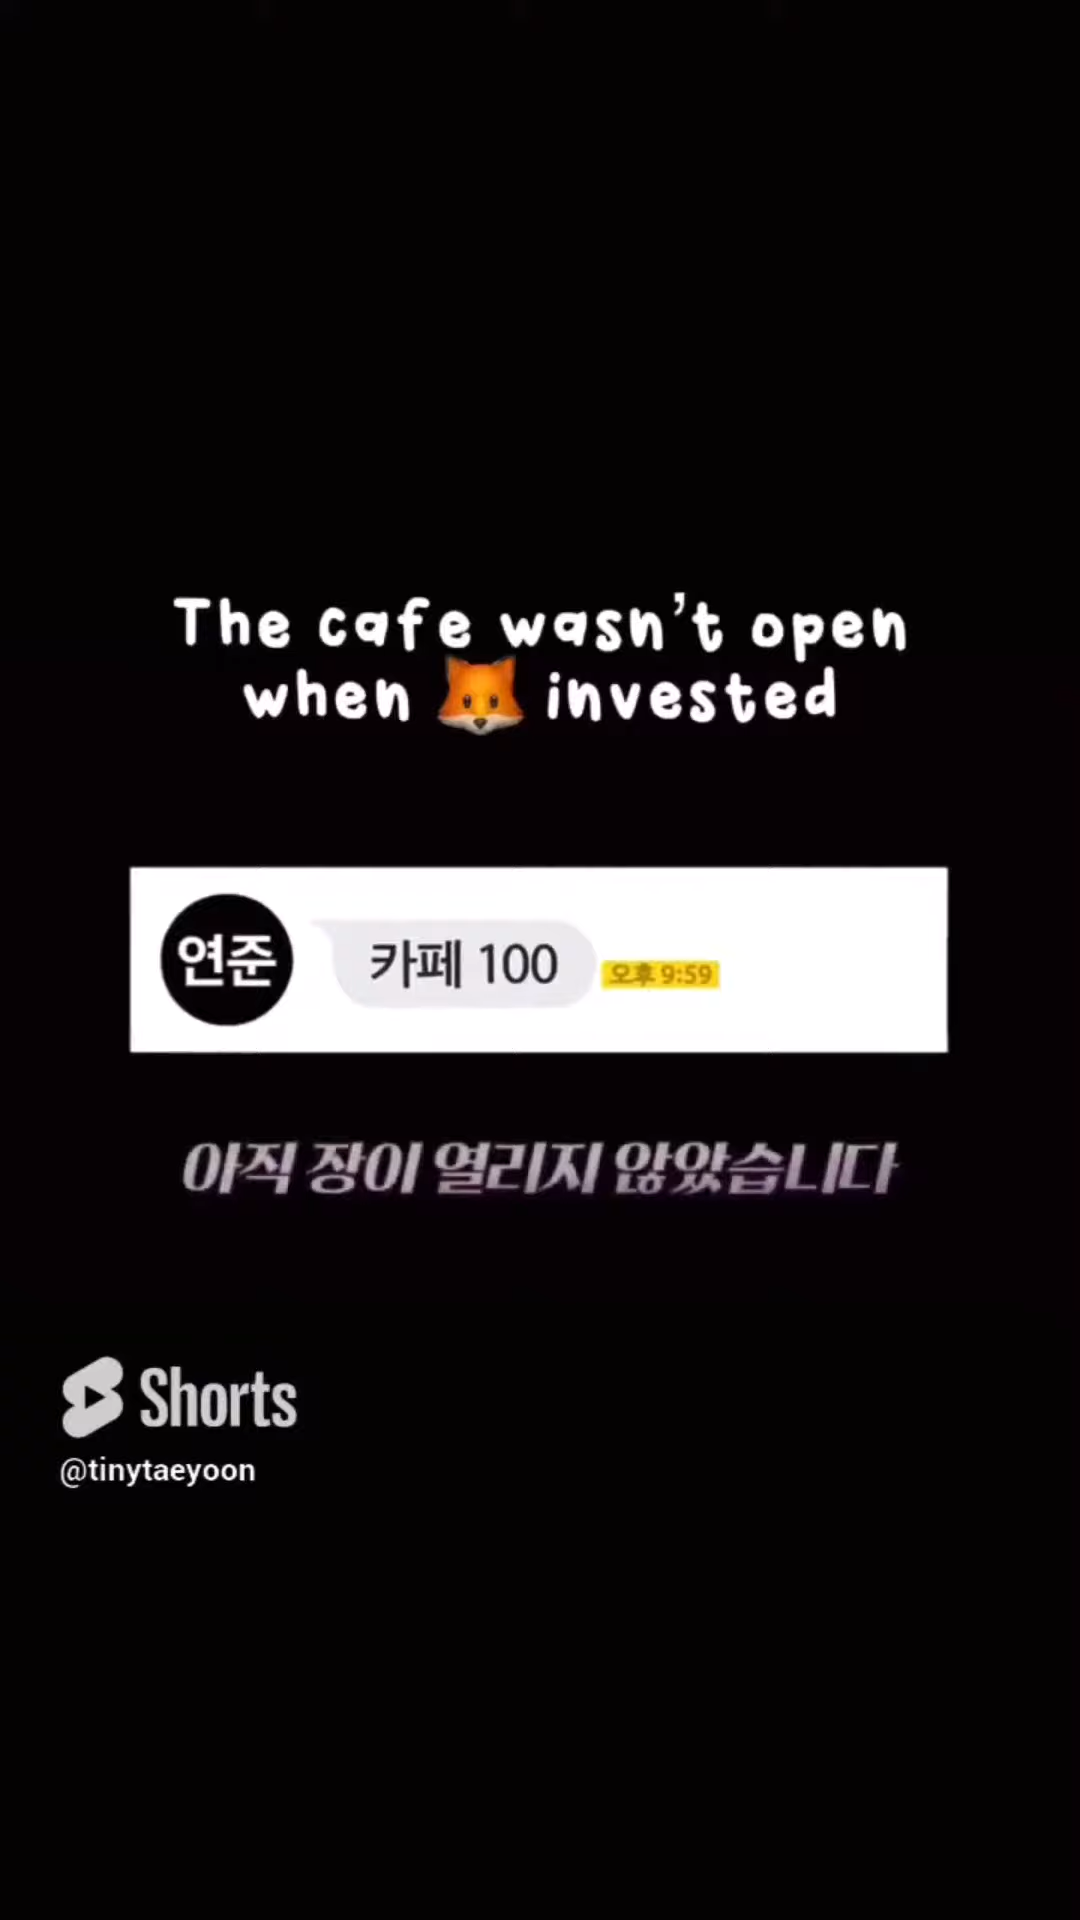 The cafe wasn't open
when 🦊 invested
연준
카페 100
오후 9:59
아직 장이 열리지 않았습니다
Shorts
@tinytaeyoon